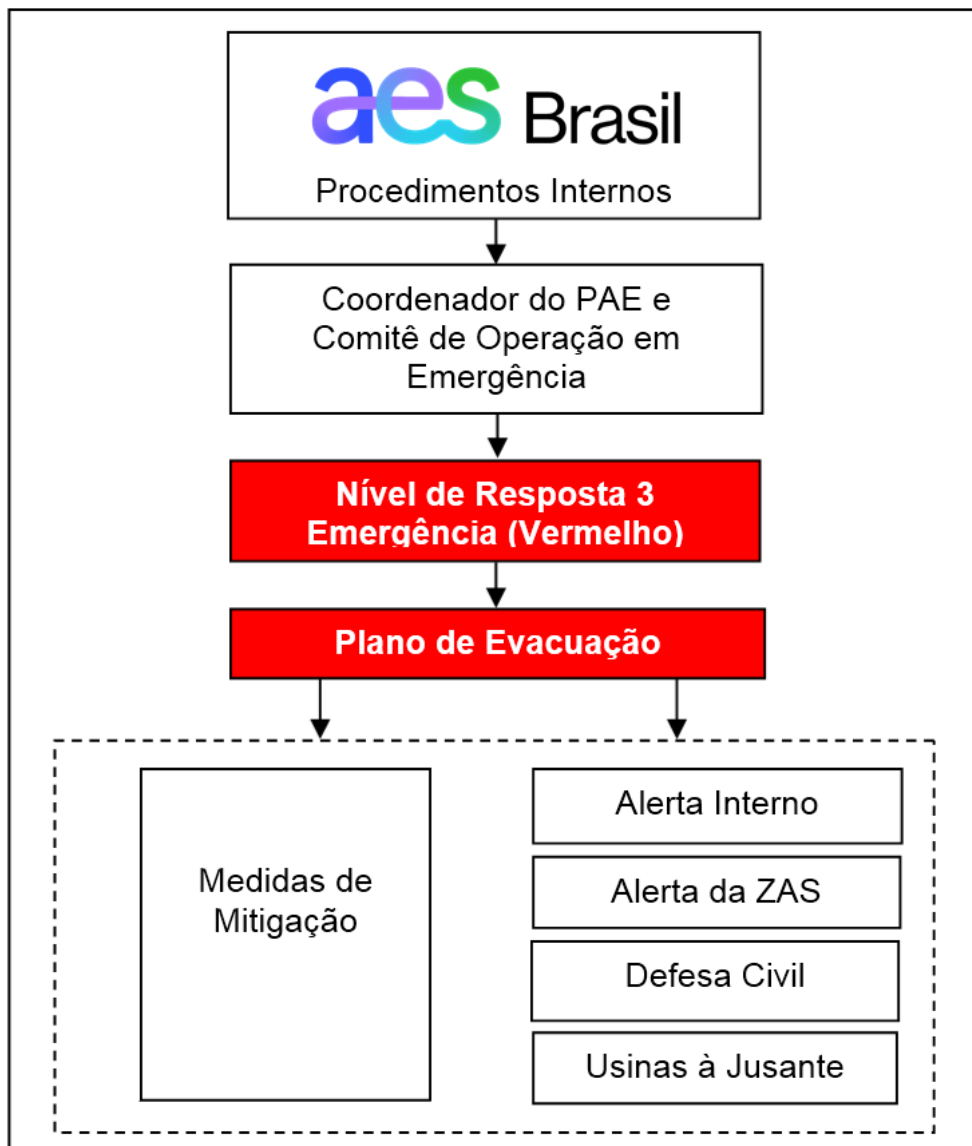 aes Brasil
Procedimentos Internos
Coordenador do PAE e
Comitê de Operação em
Emergência
Nível de Resposta 3
Emergência (Vermelho)
Plano de Evacuação
Medidas de
Mitigação
Alerta Interno
Alerta da ZAS
Defesa Civil
Usinas à Jusante